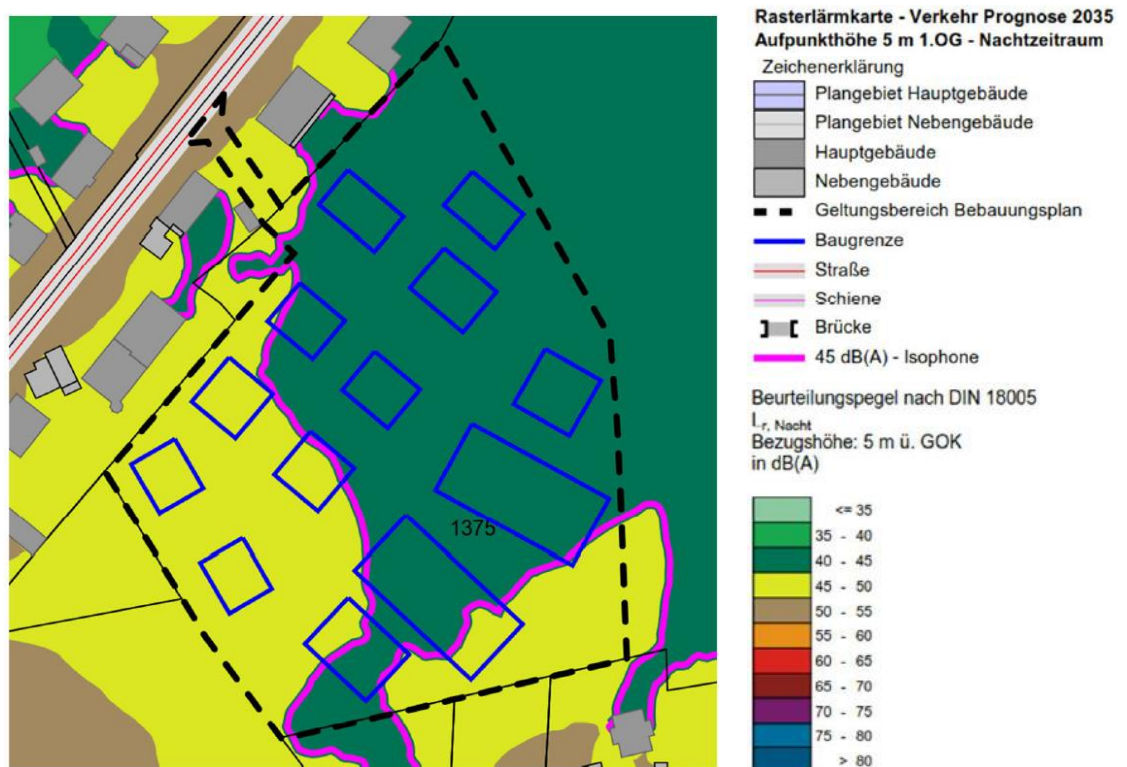 Rasterlärmkarte - Verkehr Prognose 2035
Aufpunkthöhe 5 m 1.OG - Nachtzeitraum
Zeichenerklärung
Plangebiet Hauptgebäude
Plangebiet Nebengebäude
Hauptgebäude
Nebengebäude
Geltungsbereich Bebauungsplan
Baugrenze
Straße
Schiene
Brücke
45 dB(A) - Isophone
Beurteilungspegel nach DIN 18005
Lr, Nacht
Bezugshöhe: 5 m ü. GOK
in dB(A)
<= 35
35 - 40
40 - 45
45 - 50
50 - 55
55 - 60
60 - 65
65 - 70
70 - 75
75 - 80
> 80
1375